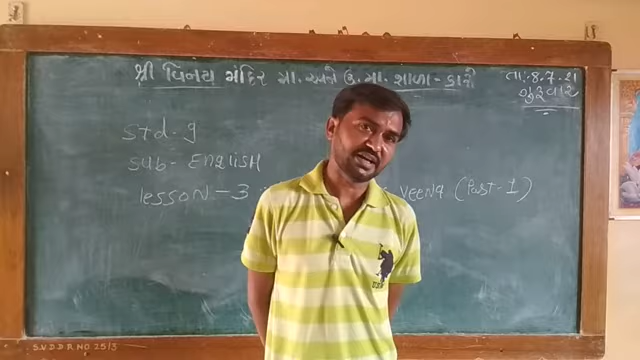 શ્રી વિનય મંદિર મા. અને ઉ. મા. શાળા - કારી
તા. 8.7.21
ગુરૂવાર
Std - 9
Sub - ENGLISH
lesson - 3 : VEENA (Part - 1)
S.V.D.D.R NO 25/3